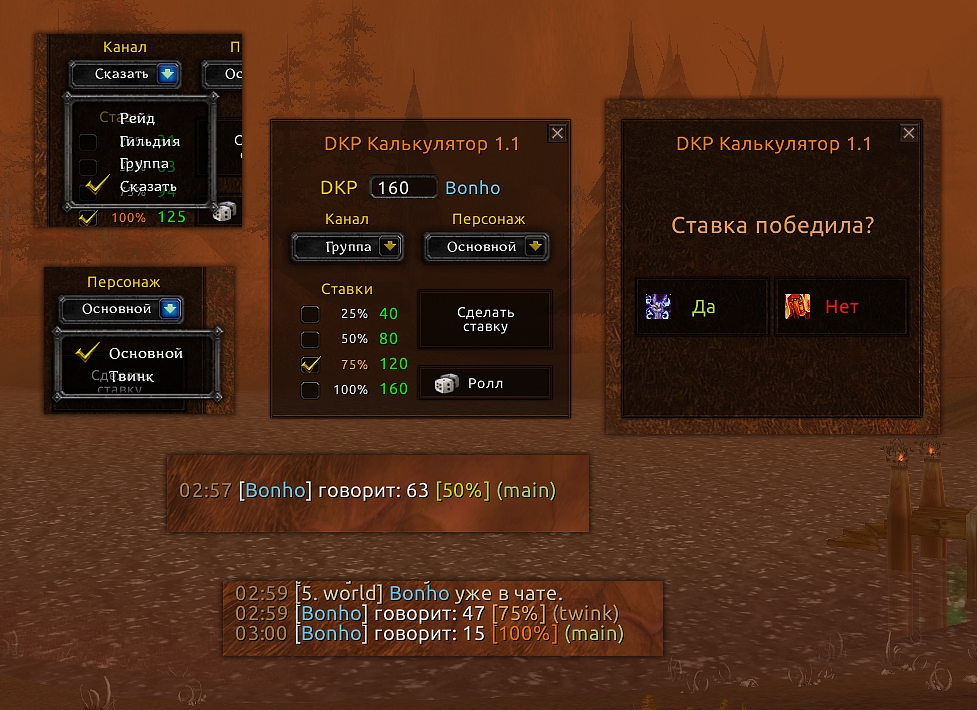 Канал
П
Сказать
Ос
Рейд
Гильдия
Группа
Сказать
100% 125
Персонаж
Основной
Основной
Твинк
ставку
DKP Калькулятор 1.1
DKP 160 Bonho
Канал Персонаж
Группа Основной
Ставки
25% 40
50% 80
75% 120
100% 160
Сделать
ставку
Ролл
DKP Калькулятор 1.1
Ставка победила?
Да Нет
02:57 [Bonho] говорит: 63 [50%] (main)
02:59 [5. world] Bonho уже в чате.
02:59 [Bonho] говорит: 47 [75%] (twink)
03:00 [Bonho] говорит: 15 [100%] (main)